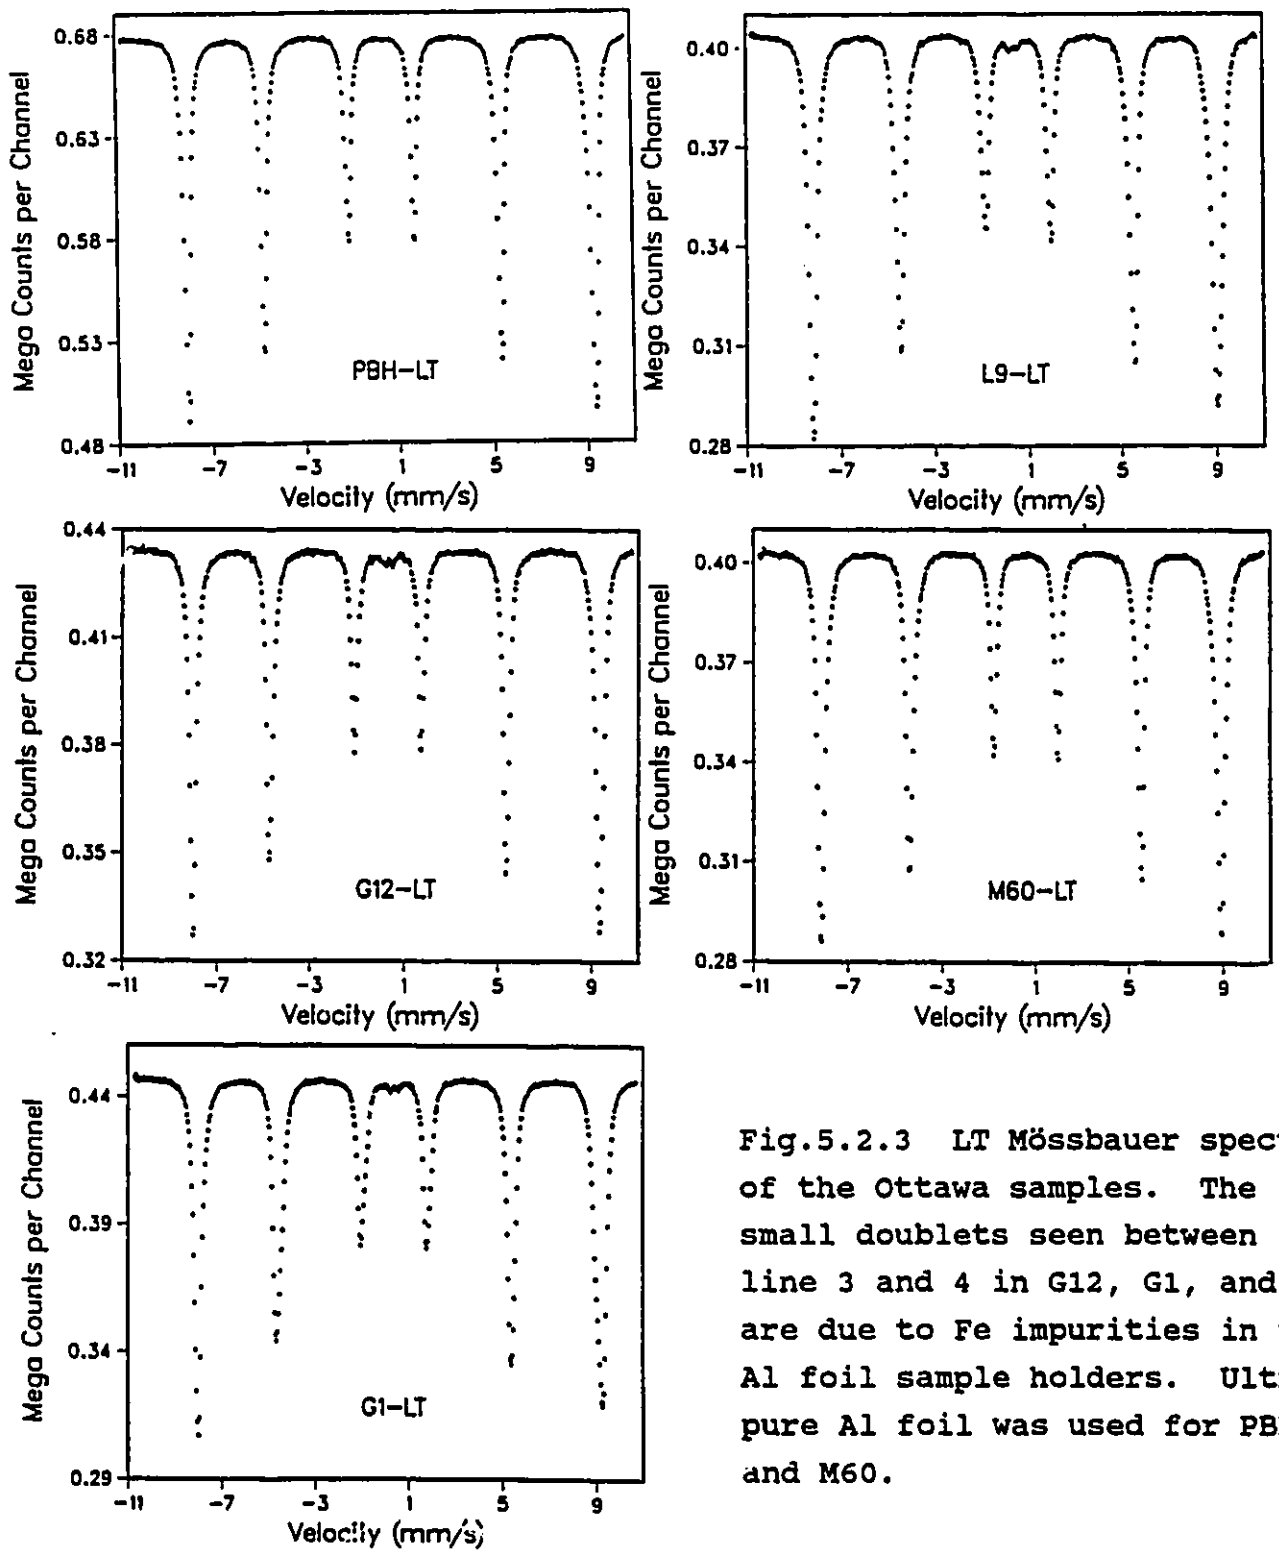 Mega Counts per Channel
0.68
0.63
0.58
0.53
0.48
PBH-LT
-11 -7 -3 1 5 9
Velocity (mm/s)
Mega Counts per Channel
0.40
0.37
0.34
0.31
0.28
L9-LT
-11 -7 -3 1 5 9
Velocity (mm/s)
Mega Counts per Channel
0.44
0.41
0.38
0.35
0.32
G12-LT
-11 -7 -3 1 5 9
Velocity (mm/s)
Mega Counts per Channel
0.40
0.37
0.34
0.31
0.28
M60-LT
-11 -7 -3 1 5 9
Velocity (mm/s)
Mega Counts per Channel
0.44
0.39
0.34
0.29
G1-LT
-11 -7 -3 1 5 9
Velocity (mm/s)
Fig.5.2.3 LT Mössbauer spec
of the Ottawa samples. The
small doublets seen between
line 3 and 4 in G12, G1, and
are due to Fe impurities in
Al foil sample holders. Ult
pure Al foil was used for PB
and M60.